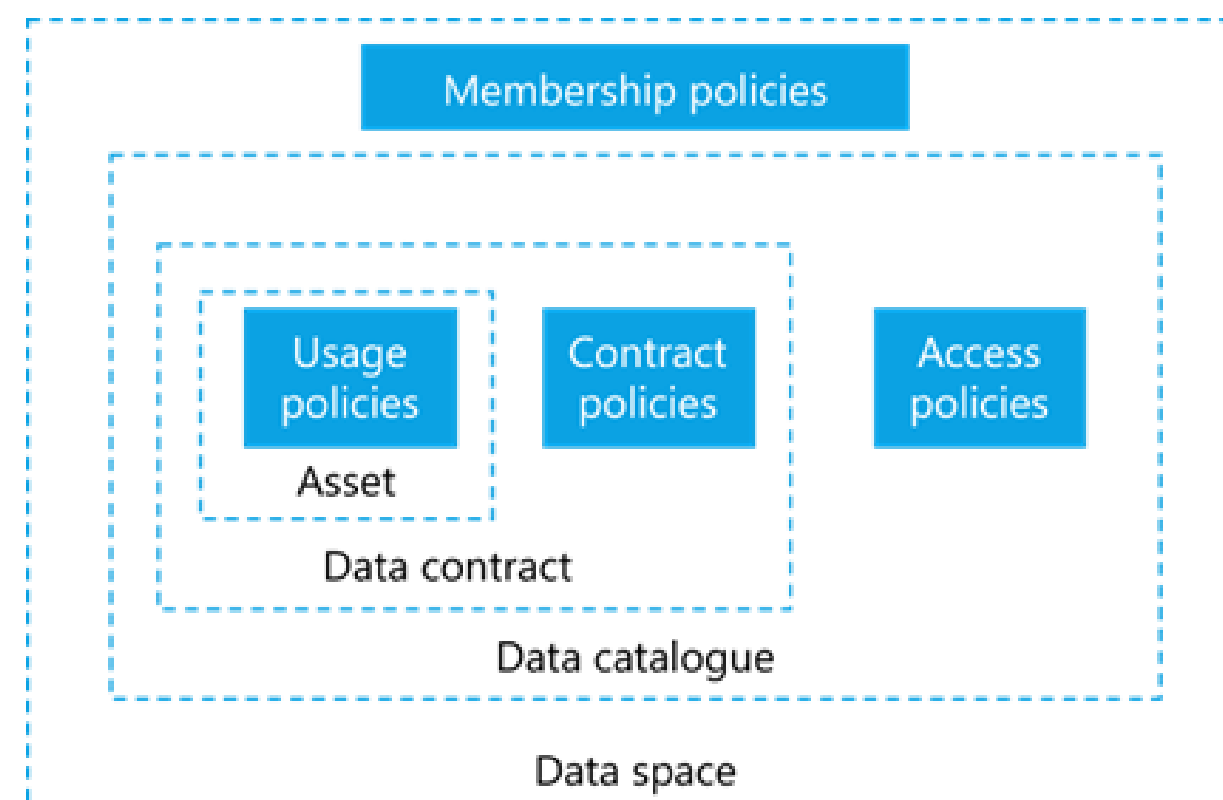 Membership policies
Usage
policies
Contract
policies
Access
policies
Asset
Data contract
Data catalogue
Data space